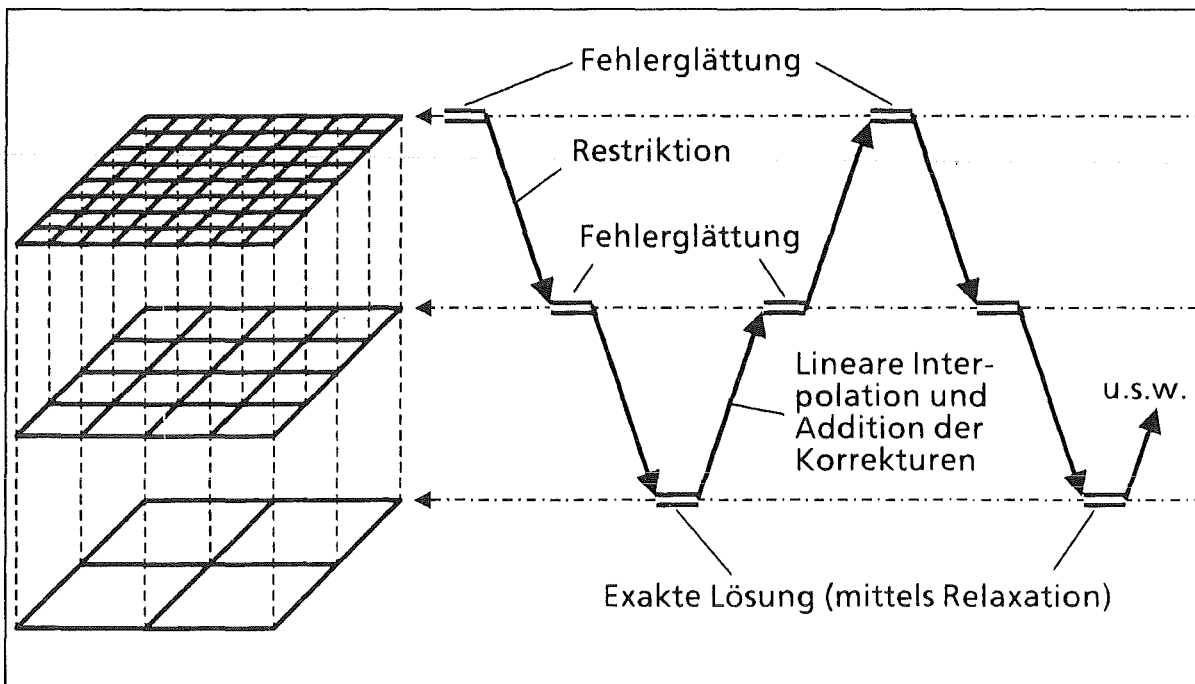 Fehlerglättung
Restriktion
Fehlerglättung
Lineare Inter-
polation und
Addition der
Korrekturen
u.s.w.
Exakte Lösung (mittels Relaxation)